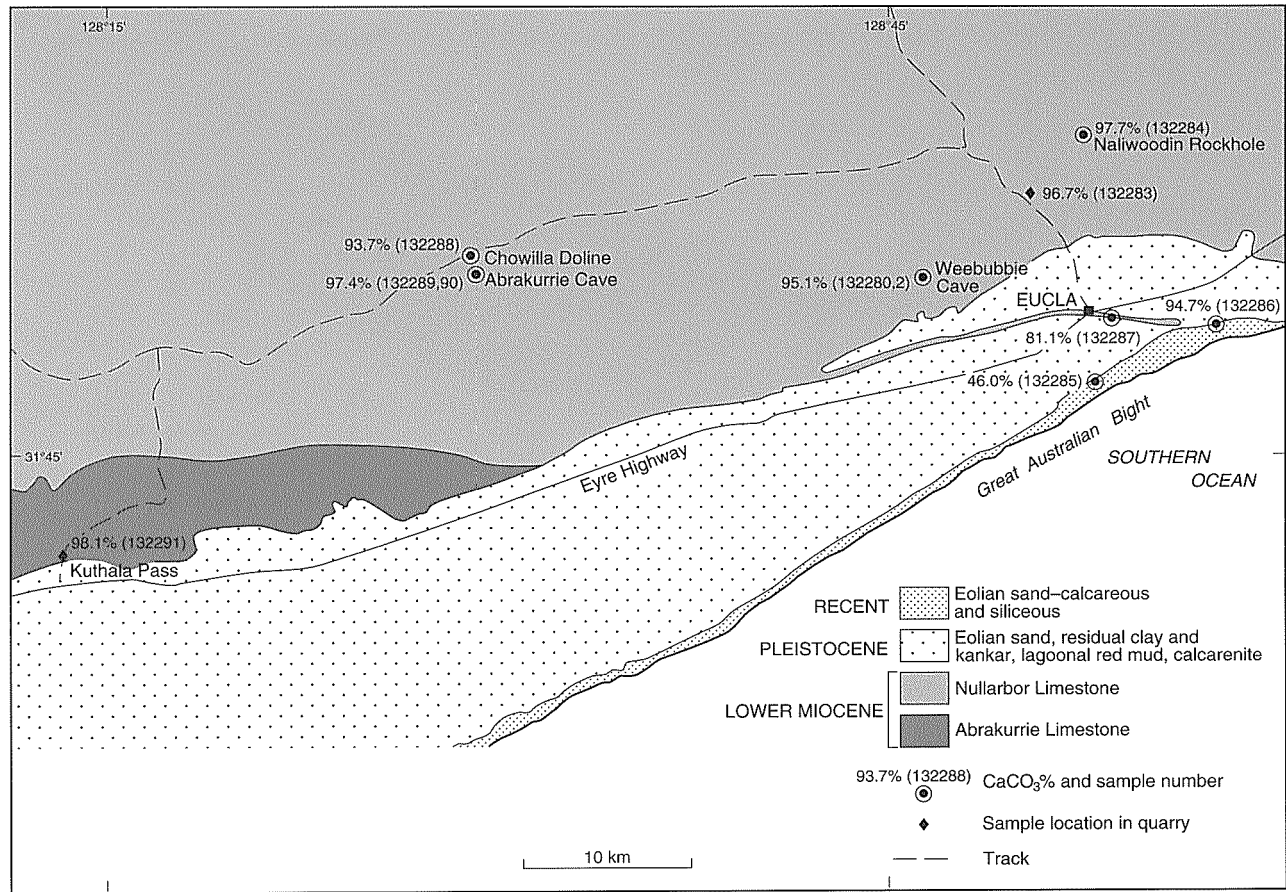 128°15'
128°45'
97.7% (132284)
Naliwoodin Rockhole
96.7% (132283)
93.7% (132288)
Chowilla Doline
97.4% (132289,90)
Abrakurrie Cave
Weebubbie
Cave
95.1% (132280,2)
EUCLA
94.7% (132286)
81.1% (132287)
46.0% (132285)
Great Australian Bight
SOUTHERN
OCEAN
31°45'
Eyre Highway
98.1% (132291)
Kuthala Pass
RECENT
Eolian sand–calcareous
and siliceous
PLEISTOCENE
Eolian sand, residual clay and
kankar, lagoonal red mud, calcarenite
LOWER MIOCENE
Nullarbor Limestone
Abrakurrie Limestone
93.7% (132288)
CaCO₃% and sample number
Sample location in quarry
Track
10 km